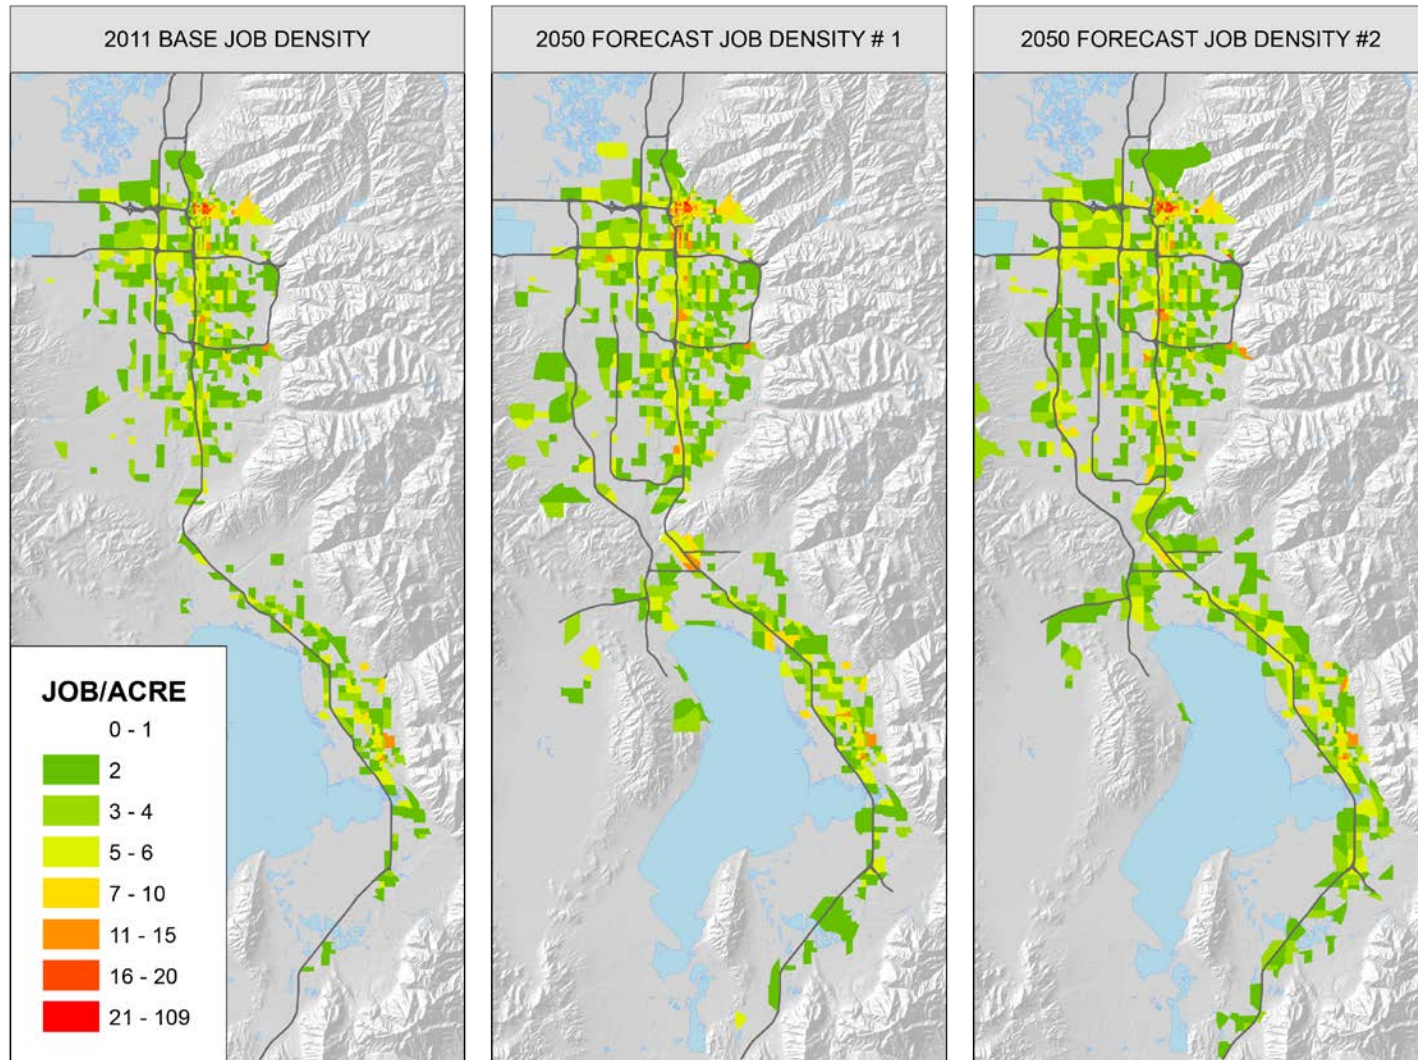 2011 BASE JOB DENSITY
2050 FORECAST JOB DENSITY # 1
2050 FORECAST JOB DENSITY #2
JOB/ACRE
0 - 1
2
3 - 4
5 - 6
7 - 10
11 - 15
16 - 20
21 - 109